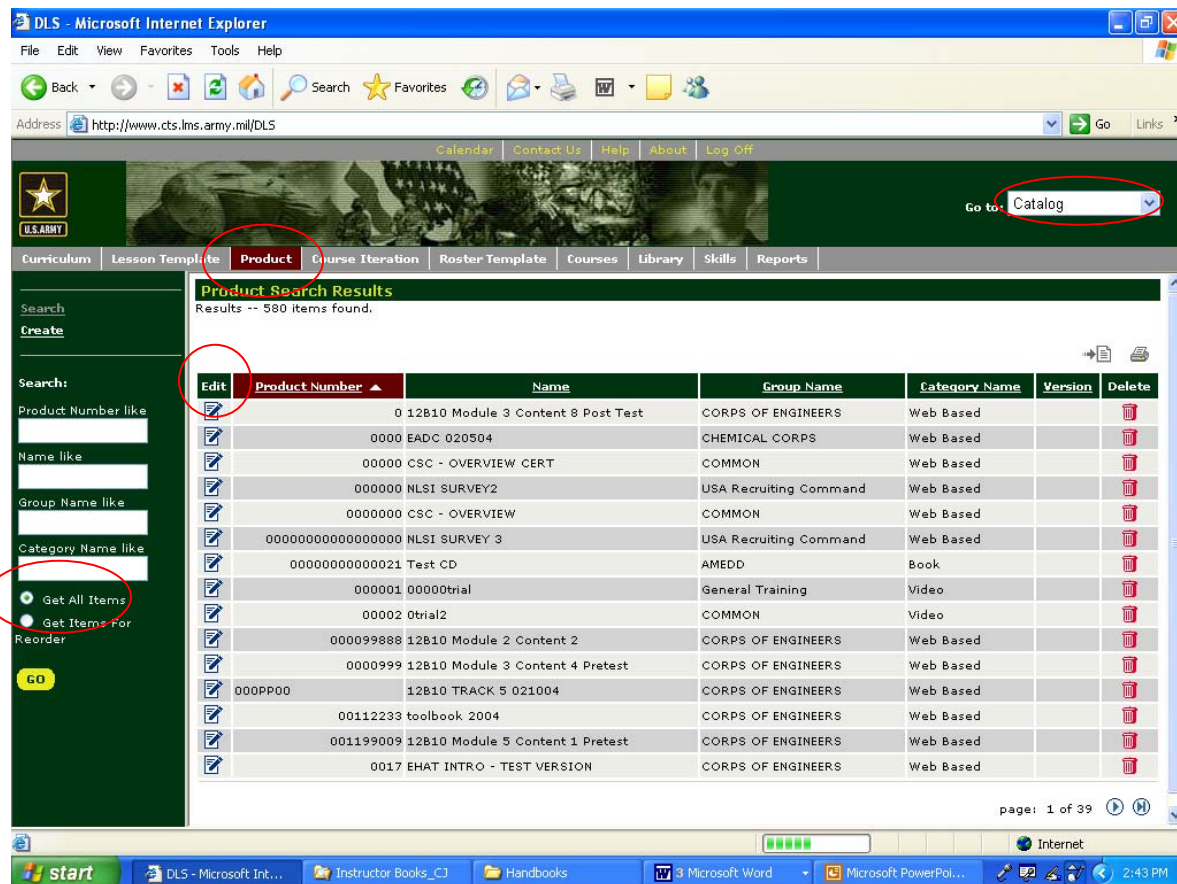 DLS - Microsoft Internet Explorer
File Edit View Favorites Tools Help
Back Search Favorites
Address http://www.cts.lms.army.mil/DLS Go Links
Calendar Contact Us Help About Log Off
U.S.ARMY
Go to: Catalog
Curriculum Lesson Template Product Course Iteration Roster Template Courses Library Skills Reports
Search
Create
Search:
Product Number like
Name like
Group Name like
Category Name like
Get All Items
Get Items For
Reorder
GO
Product Search Results
Results -- 580 items found.
Edit Product Number Name Group Name Category Name Version Delete
0 12B10 Module 3 Content 8 Post Test CORPS OF ENGINEERS Web Based
0000 EADC 020504 CHEMICAL CORPS Web Based
00000 CSC - OVERVIEW CERT COMMON Web Based
000000 NLSI SURVEY2 USA Recruiting Command Web Based
0000000 CSC - OVERVIEW COMMON Web Based
00000000000000000 NLSI SURVEY 3 USA Recruiting Command Web Based
00000000000021 Test CD AMEDD Book
000001 00000trial General Training Video
00002 0trial2 COMMON Video
000099888 12B10 Module 2 Content 2 CORPS OF ENGINEERS Web Based
0000999 12B10 Module 3 Content 4 Pretest CORPS OF ENGINEERS Web Based
000PP00 12B10 TRACK 5 021004 CORPS OF ENGINEERS Web Based
00112233 toolbook 2004 CORPS OF ENGINEERS Web Based
001199009 12B10 Module 5 Content 1 Pretest CORPS OF ENGINEERS Web Based
0017 EHAT INTRO - TEST VERSION CORPS OF ENGINEERS Web Based
page: 1 of 39
Internet
start DLS - Microsoft Int... Instructor Books_CJ Handbooks 3 Microsoft Word Microsoft PowerPoi... 2:43 PM